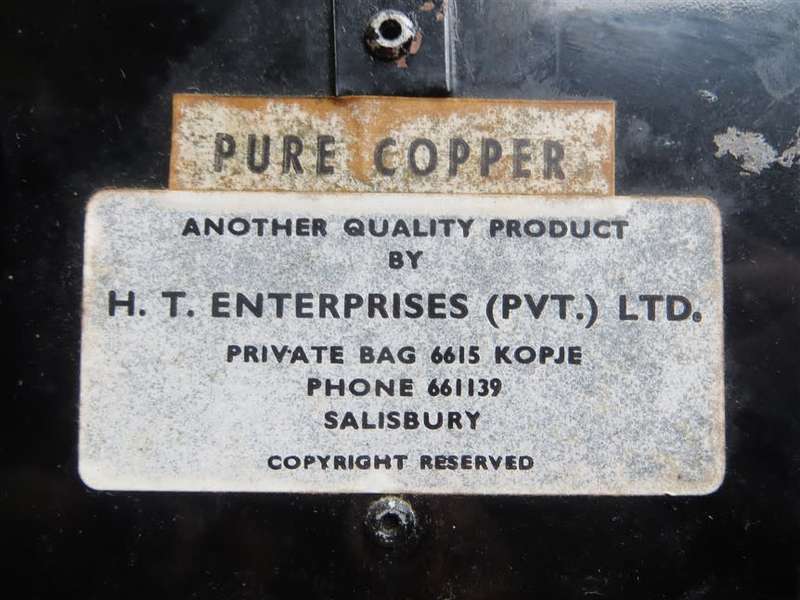 PURE COPPER
ANOTHER QUALITY PRODUCT
BY
H. T. ENTERPRISES (PVT.) LTD.
PRIVATE BAG 6615 KOPJE
PHONE 661139
SALISBURY
COPYRIGHT RESERVED